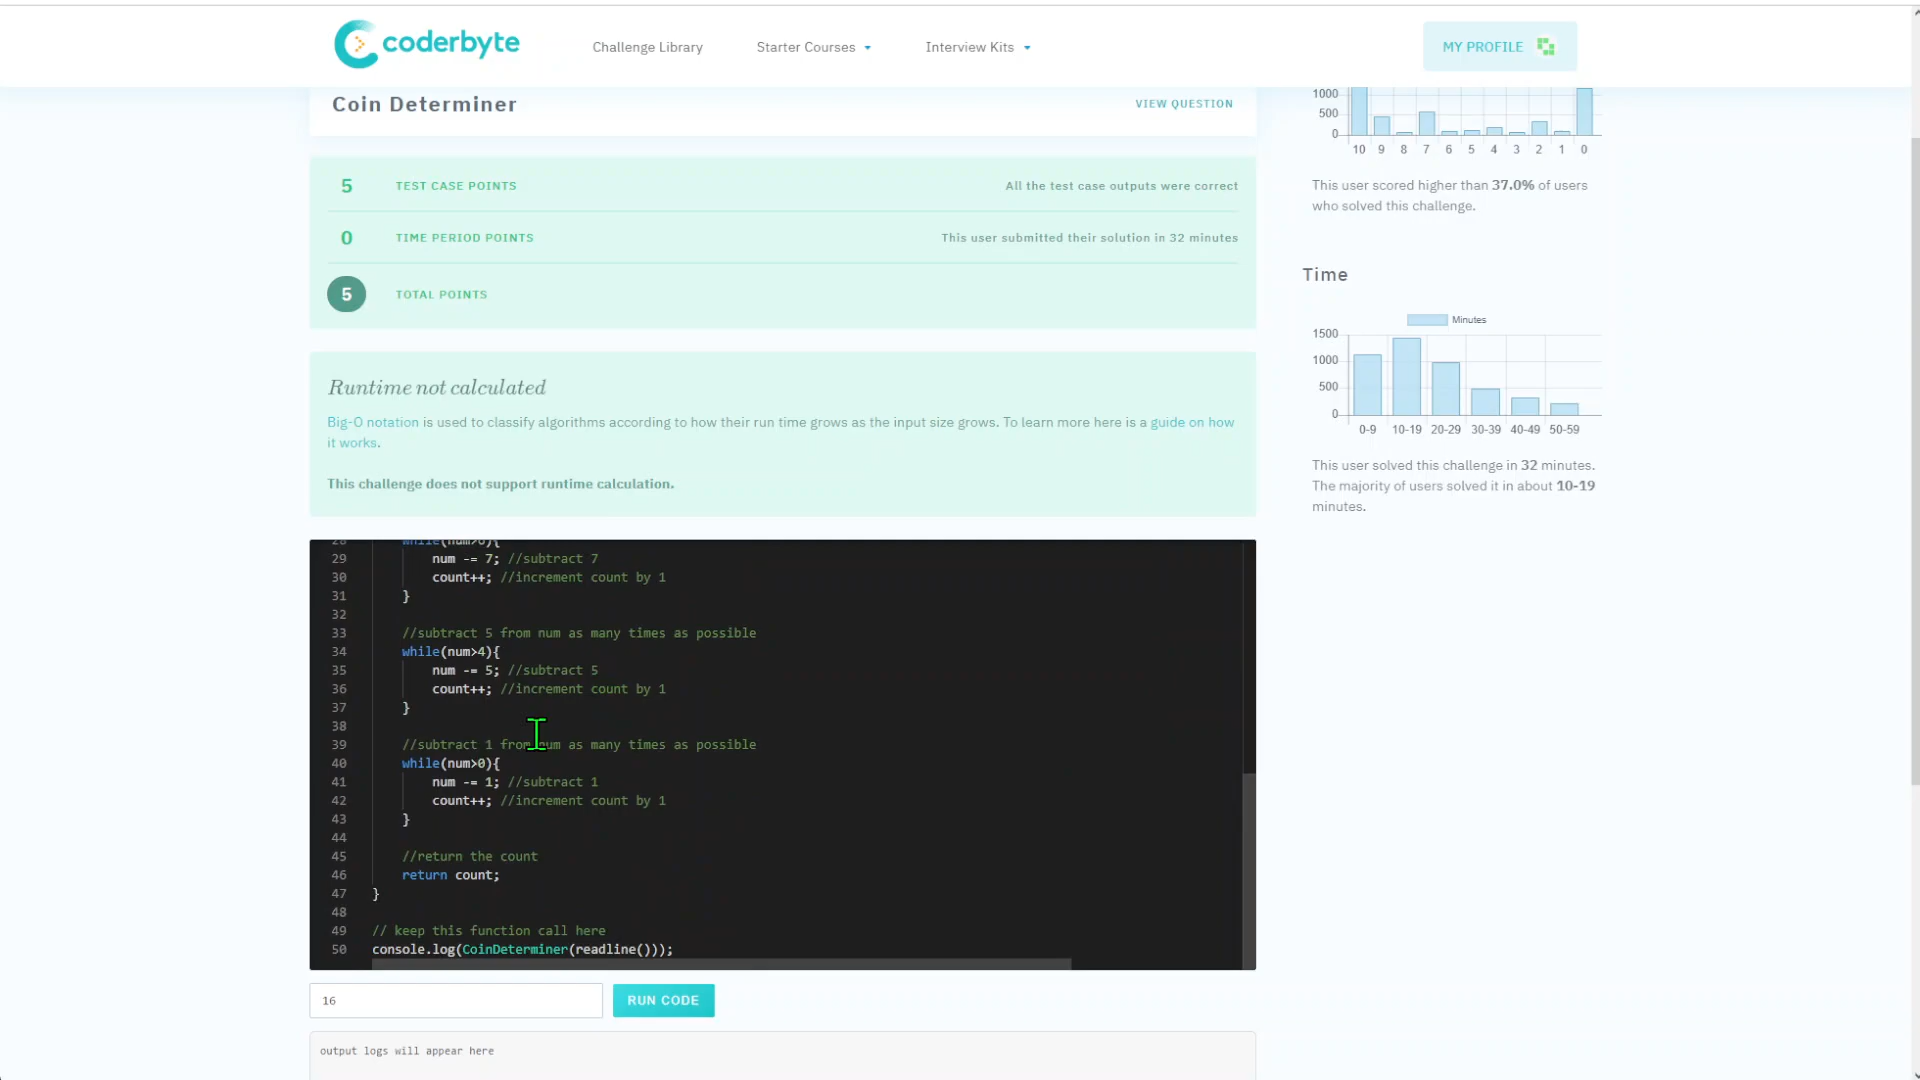 coderbyte
Challenge Library
Starter Courses
Interview Kits
MY PROFILE
Coin Determiner
VIEW QUESTION
5 TEST CASE POINTS All the test case outputs were correct
0 TIME PERIOD POINTS This user submitted their solution in 32 minutes
5 TOTAL POINTS
Runtime not calculated
Big-O notation is used to classify algorithms according to how their run time grows as the input size grows. To learn more here is a guide on how
it works.
This challenge does not support runtime calculation.
28 while(num>6){
29 num -= 7; //subtract 7
30 count++; //increment count by 1
31 }
32
33 //subtract 5 from num as many times as possible
34 while(num>4){
35 num -= 5; //subtract 5
36 count++; //increment count by 1
37 }
38
39 //subtract 1 from num as many times as possible
40 while(num>0){
41 num -= 1; //subtract 1
42 count++; //increment count by 1
43 }
44
45 //return the count
46 return count;
47 }
48
49 // keep this function call here
50 console.log(CoinDeterminer(readline()));
16
RUN CODE
output logs will appear here
1000
500
0
10 9 8 7 6 5 4 3 2 1 0
This user scored higher than 37.0% of users
who solved this challenge.
Time
Minutes
1500
1000
500
0
0-9 10-19 20-29 30-39 40-49 50-59
This user solved this challenge in 32 minutes.
The majority of users solved it in about 10-19
minutes.